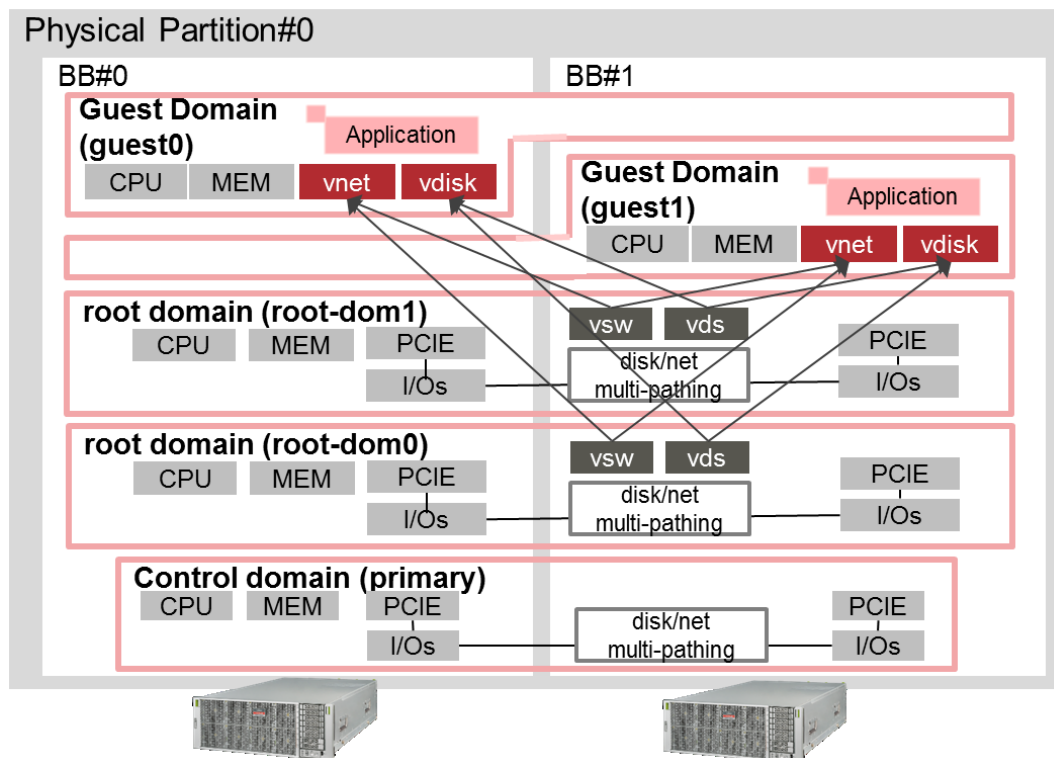 Physical Partition#0
BB#0
BB#1
Guest Domain
(guest0)
Application
CPU
MEM
vnet
vdisk
Guest Domain
(guest1)
Application
CPU
MEM
vnet
vdisk
root domain (root-dom1)
CPU
MEM
PCIE
I/Os
vsw
vds
disk/net
multi-pathing
PCIE
I/Os
root domain (root-dom0)
CPU
MEM
PCIE
I/Os
vsw
vds
disk/net
multi-pathing
PCIE
I/Os
Control domain (primary)
CPU
MEM
PCIE
I/Os
disk/net
multi-pathing
PCIE
I/Os